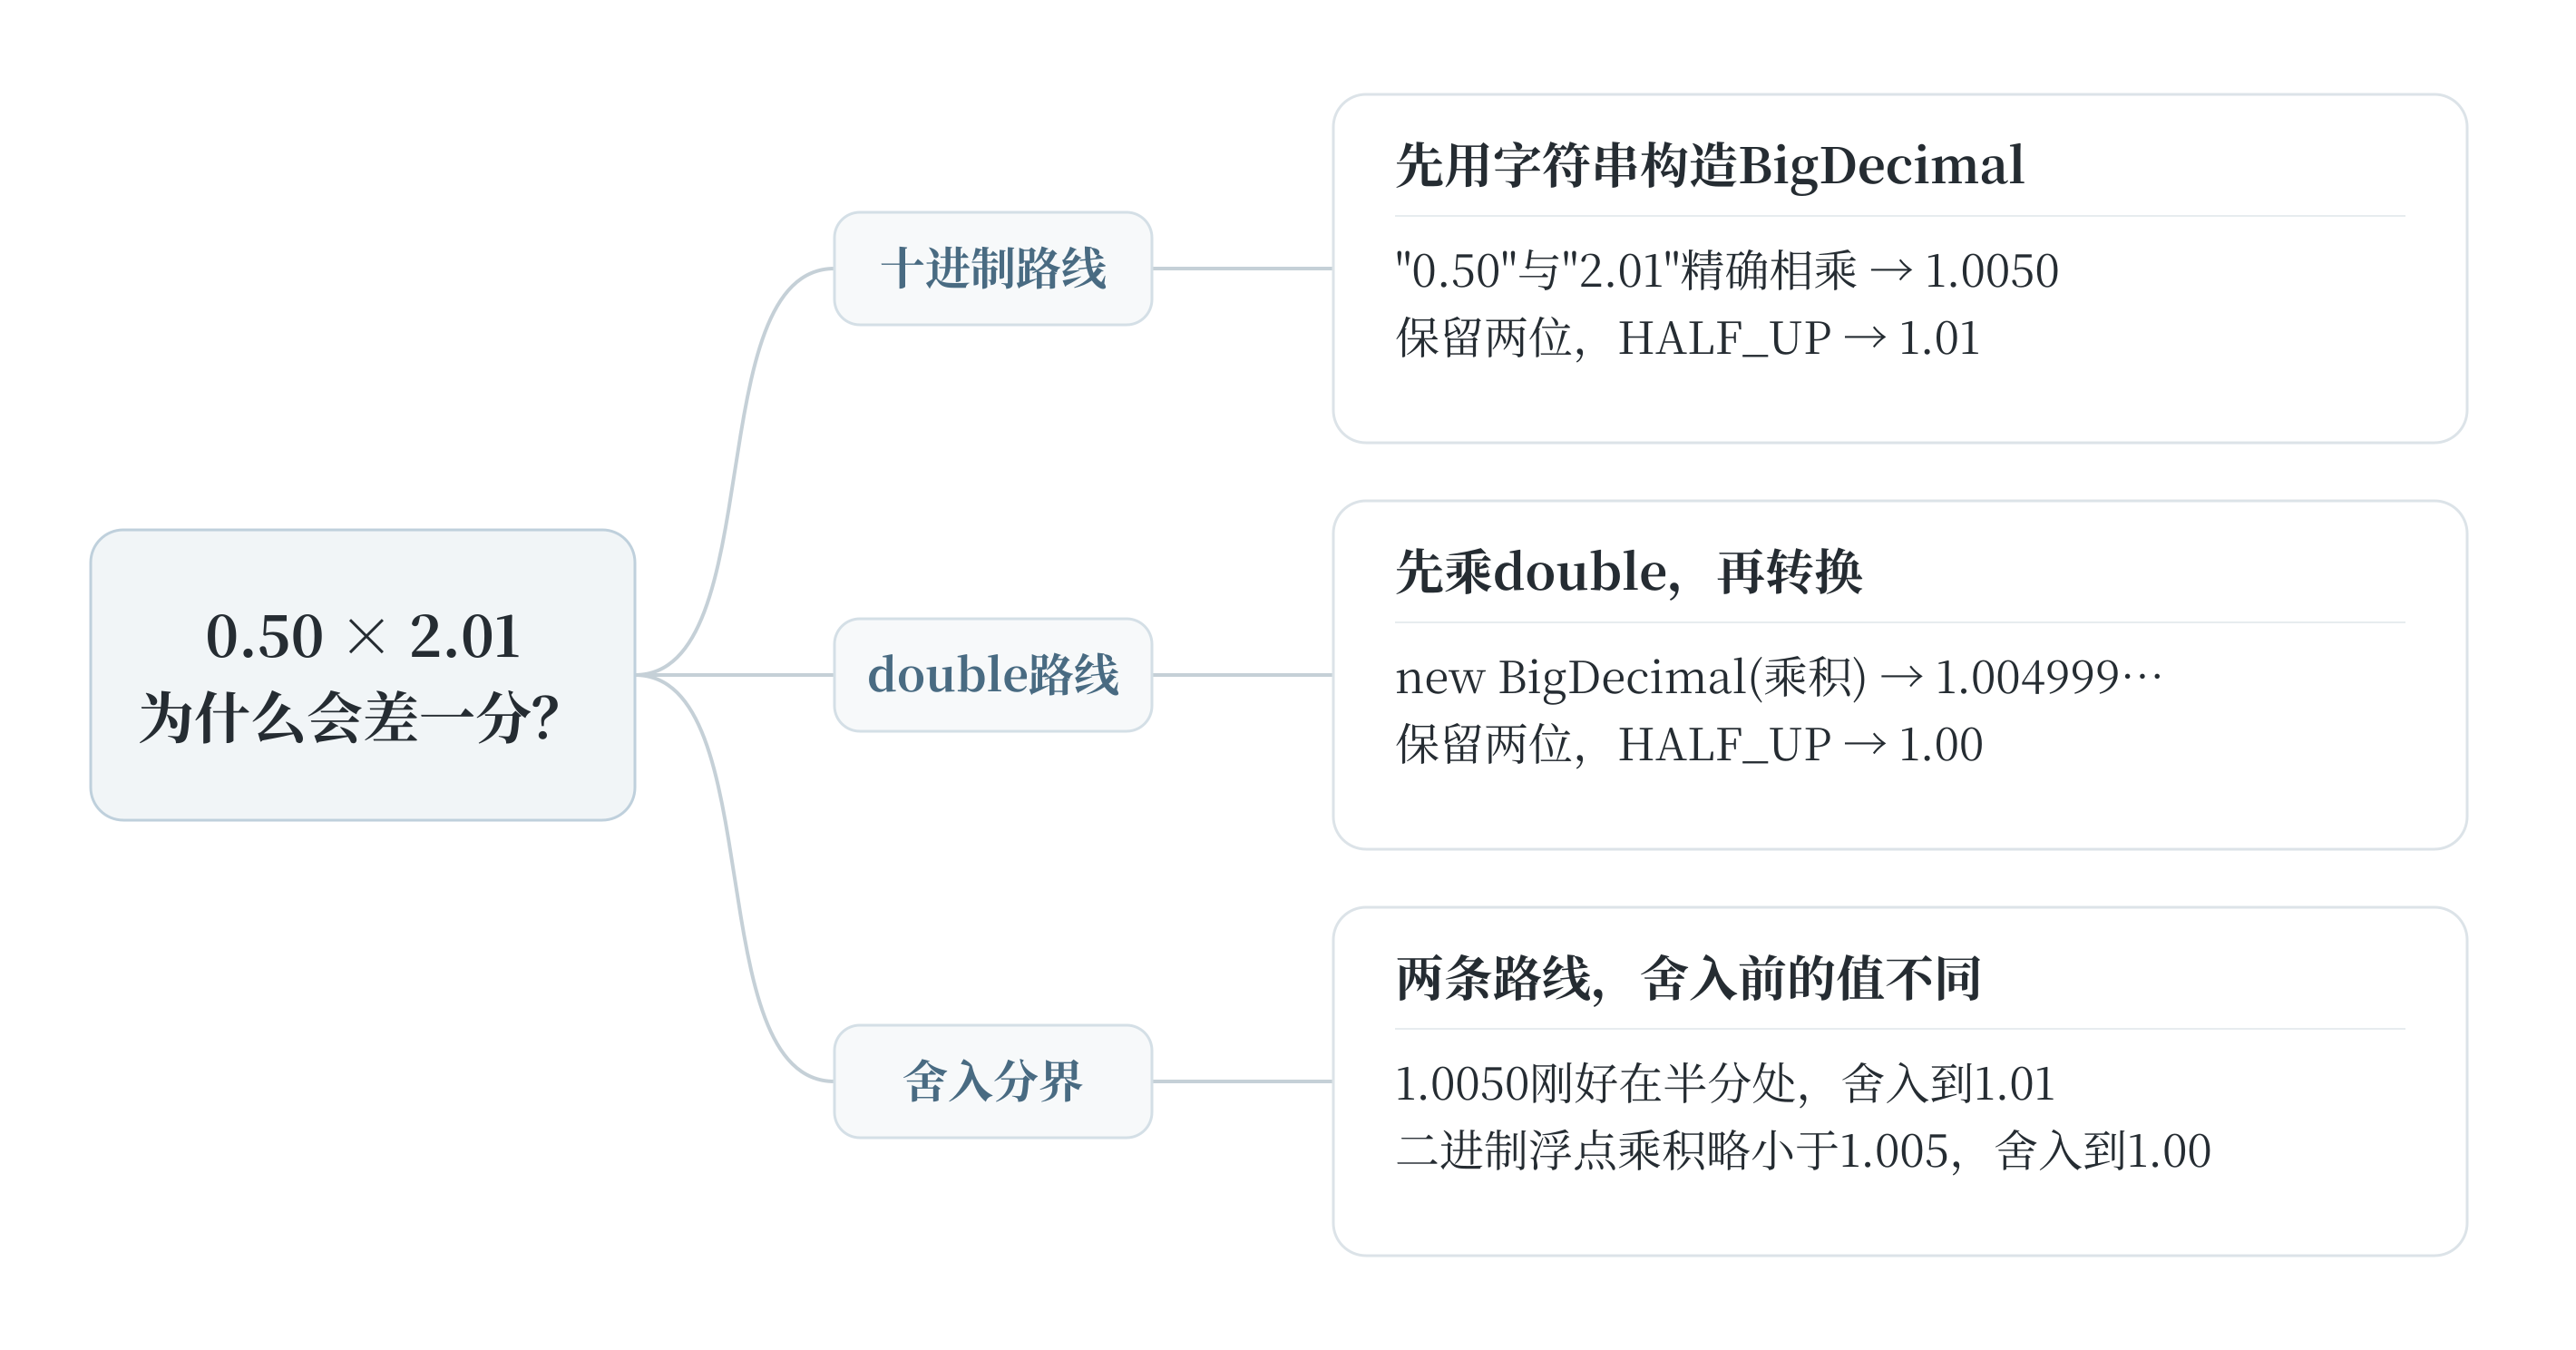 0.50 × 2.01
为什么会差一分?
十进制路线
先用字符串构造BigDecimal
"0.50"与"2.01"精确相乘 → 1.0050
保留两位，HALF_UP → 1.01
double路线
先乘double，再转换
new BigDecimal(乘积) → 1.004999…
保留两位，HALF_UP → 1.00
舍入分界
两条路线，舍入前的值不同
1.0050刚好在半分处，舍入到1.01
二进制浮点乘积略小于1.005，舍入到1.00